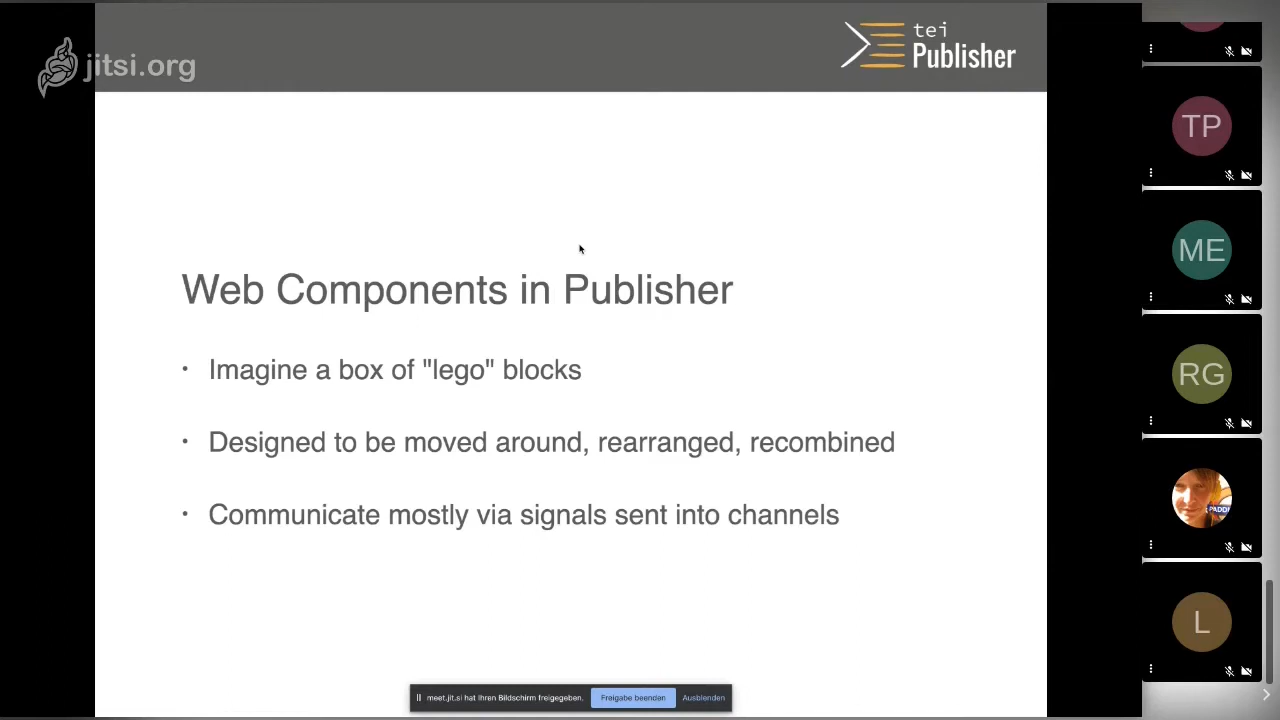 jitsi.org
tei
Publisher
Web Components in Publisher
• Imagine a box of "lego" blocks
• Designed to be moved around, rearranged, recombined
• Communicate mostly via signals sent into channels
meet.jit.si hat Ihren Bildschirm freigegeben. Freigabe beenden Ausblenden
TP
ME
RG
PADDI
L